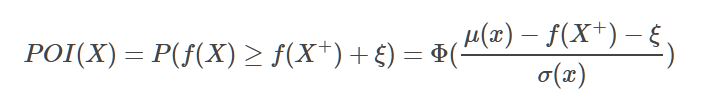 POI(X) = P(f(X) ≥ f(X⁺) + ξ) = Φ((μ(x) − f(X⁺) − ξ)/σ(x))